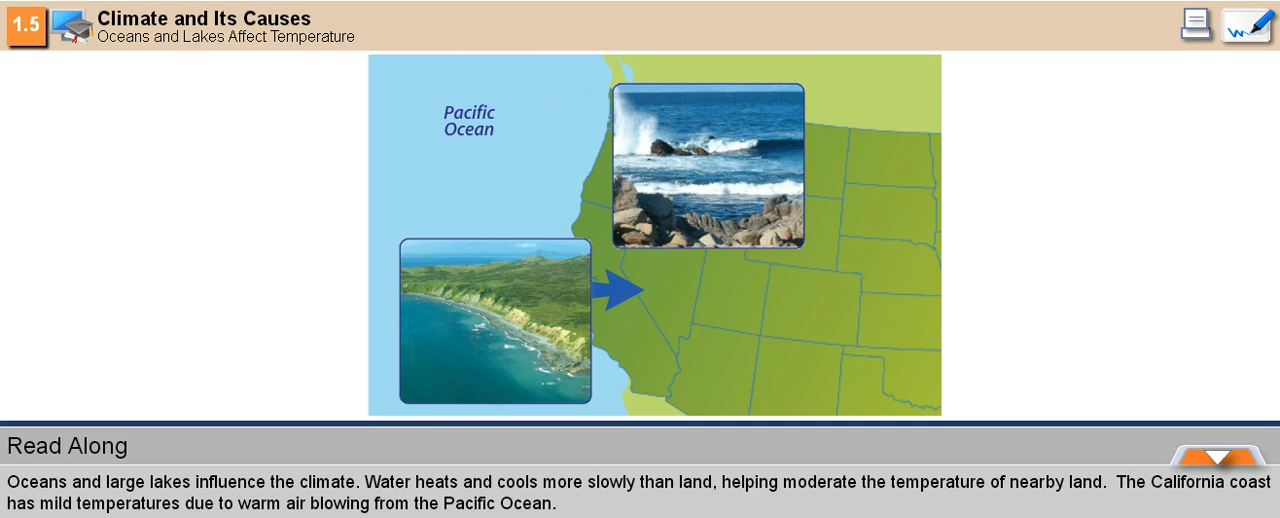 1.5
Climate and Its Causes
Oceans and Lakes Affect Temperature
Pacific
Ocean
Read Along
Oceans and large lakes influence the climate. Water heats and cools more slowly than land, helping moderate the temperature of nearby land.  The California coast
has mild temperatures due to warm air blowing from the Pacific Ocean.